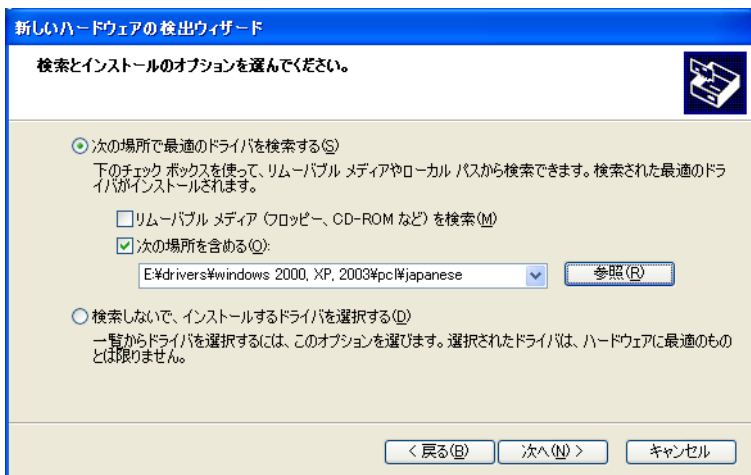 新しいハードウェアの検出ウィザード
検索とインストールのオプションを選んでください。
次の場所で最適のドライバを検索する(S)
下のチェック ボックスを使って、リムーバブル メディアやローカル パスから検索できます。検索された最適のドラ
イバがインストールされます。
リムーバブル メディア (フロッピー、CD-ROM など) を検索(M)
次の場所を含める(O):
E:¥drivers¥windows 2000, XP, 2003¥pcl¥japanese
参照(R)
検索しないで、インストールするドライバを選択する(D)
一覧からドライバを選択するには、このオプションを選びます。選択されたドライバは、ハードウェアに最適のもの
とは限りません。
< 戻る(B)
次へ(N) >
キャンセル